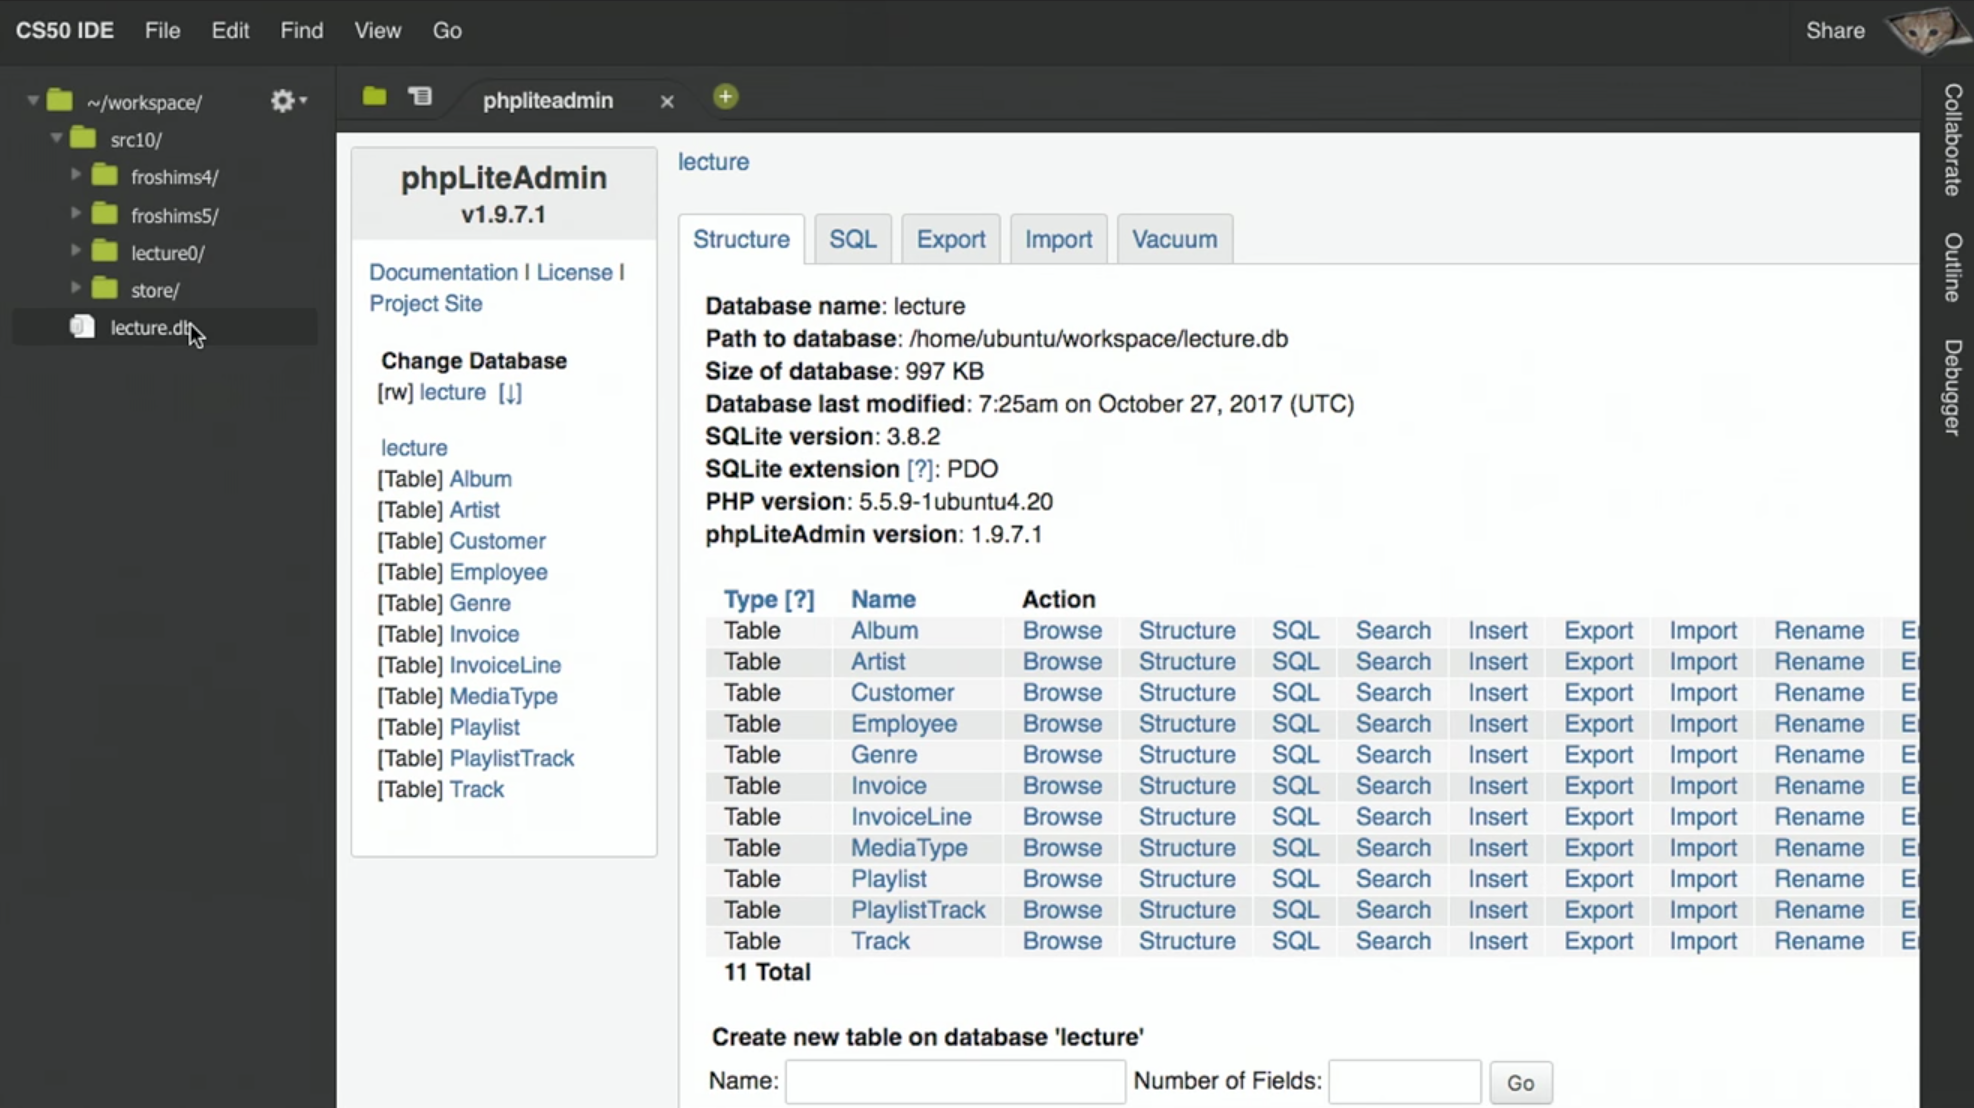 CS50 IDE File Edit Find View Go Share
~/workspace/
src10/
froshims4/
froshims5/
lecture0/
store/
lecture.db
phpliteadmin
phpLiteAdmin
v1.9.7.1
Documentation | License |
Project Site
Change Database
[rw] lecture [↓]
lecture
[Table] Album
[Table] Artist
[Table] Customer
[Table] Employee
[Table] Genre
[Table] Invoice
[Table] InvoiceLine
[Table] MediaType
[Table] Playlist
[Table] PlaylistTrack
[Table] Track
lecture
Structure SQL Export Import Vacuum
Database name: lecture
Path to database: /home/ubuntu/workspace/lecture.db
Size of database: 997 KB
Database last modified: 7:25am on October 27, 2017 (UTC)
SQLite version: 3.8.2
SQLite extension [?]: PDO
PHP version: 5.5.9-1ubuntu4.20
phpLiteAdmin version: 1.9.7.1
Type [?] Name Action
Table Album Browse Structure SQL Search Insert Export Import Rename
Table Artist Browse Structure SQL Search Insert Export Import Rename
Table Customer Browse Structure SQL Search Insert Export Import Rename
Table Employee Browse Structure SQL Search Insert Export Import Rename
Table Genre Browse Structure SQL Search Insert Export Import Rename
Table Invoice Browse Structure SQL Search Insert Export Import Rename
Table InvoiceLine Browse Structure SQL Search Insert Export Import Rename
Table MediaType Browse Structure SQL Search Insert Export Import Rename
Table Playlist Browse Structure SQL Search Insert Export Import Rename
Table PlaylistTrack Browse Structure SQL Search Insert Export Import Rename
Table Track Browse Structure SQL Search Insert Export Import Rename
11 Total
Create new table on database 'lecture'
Name: Number of Fields: Go
Collaborate
Outline
Debugger